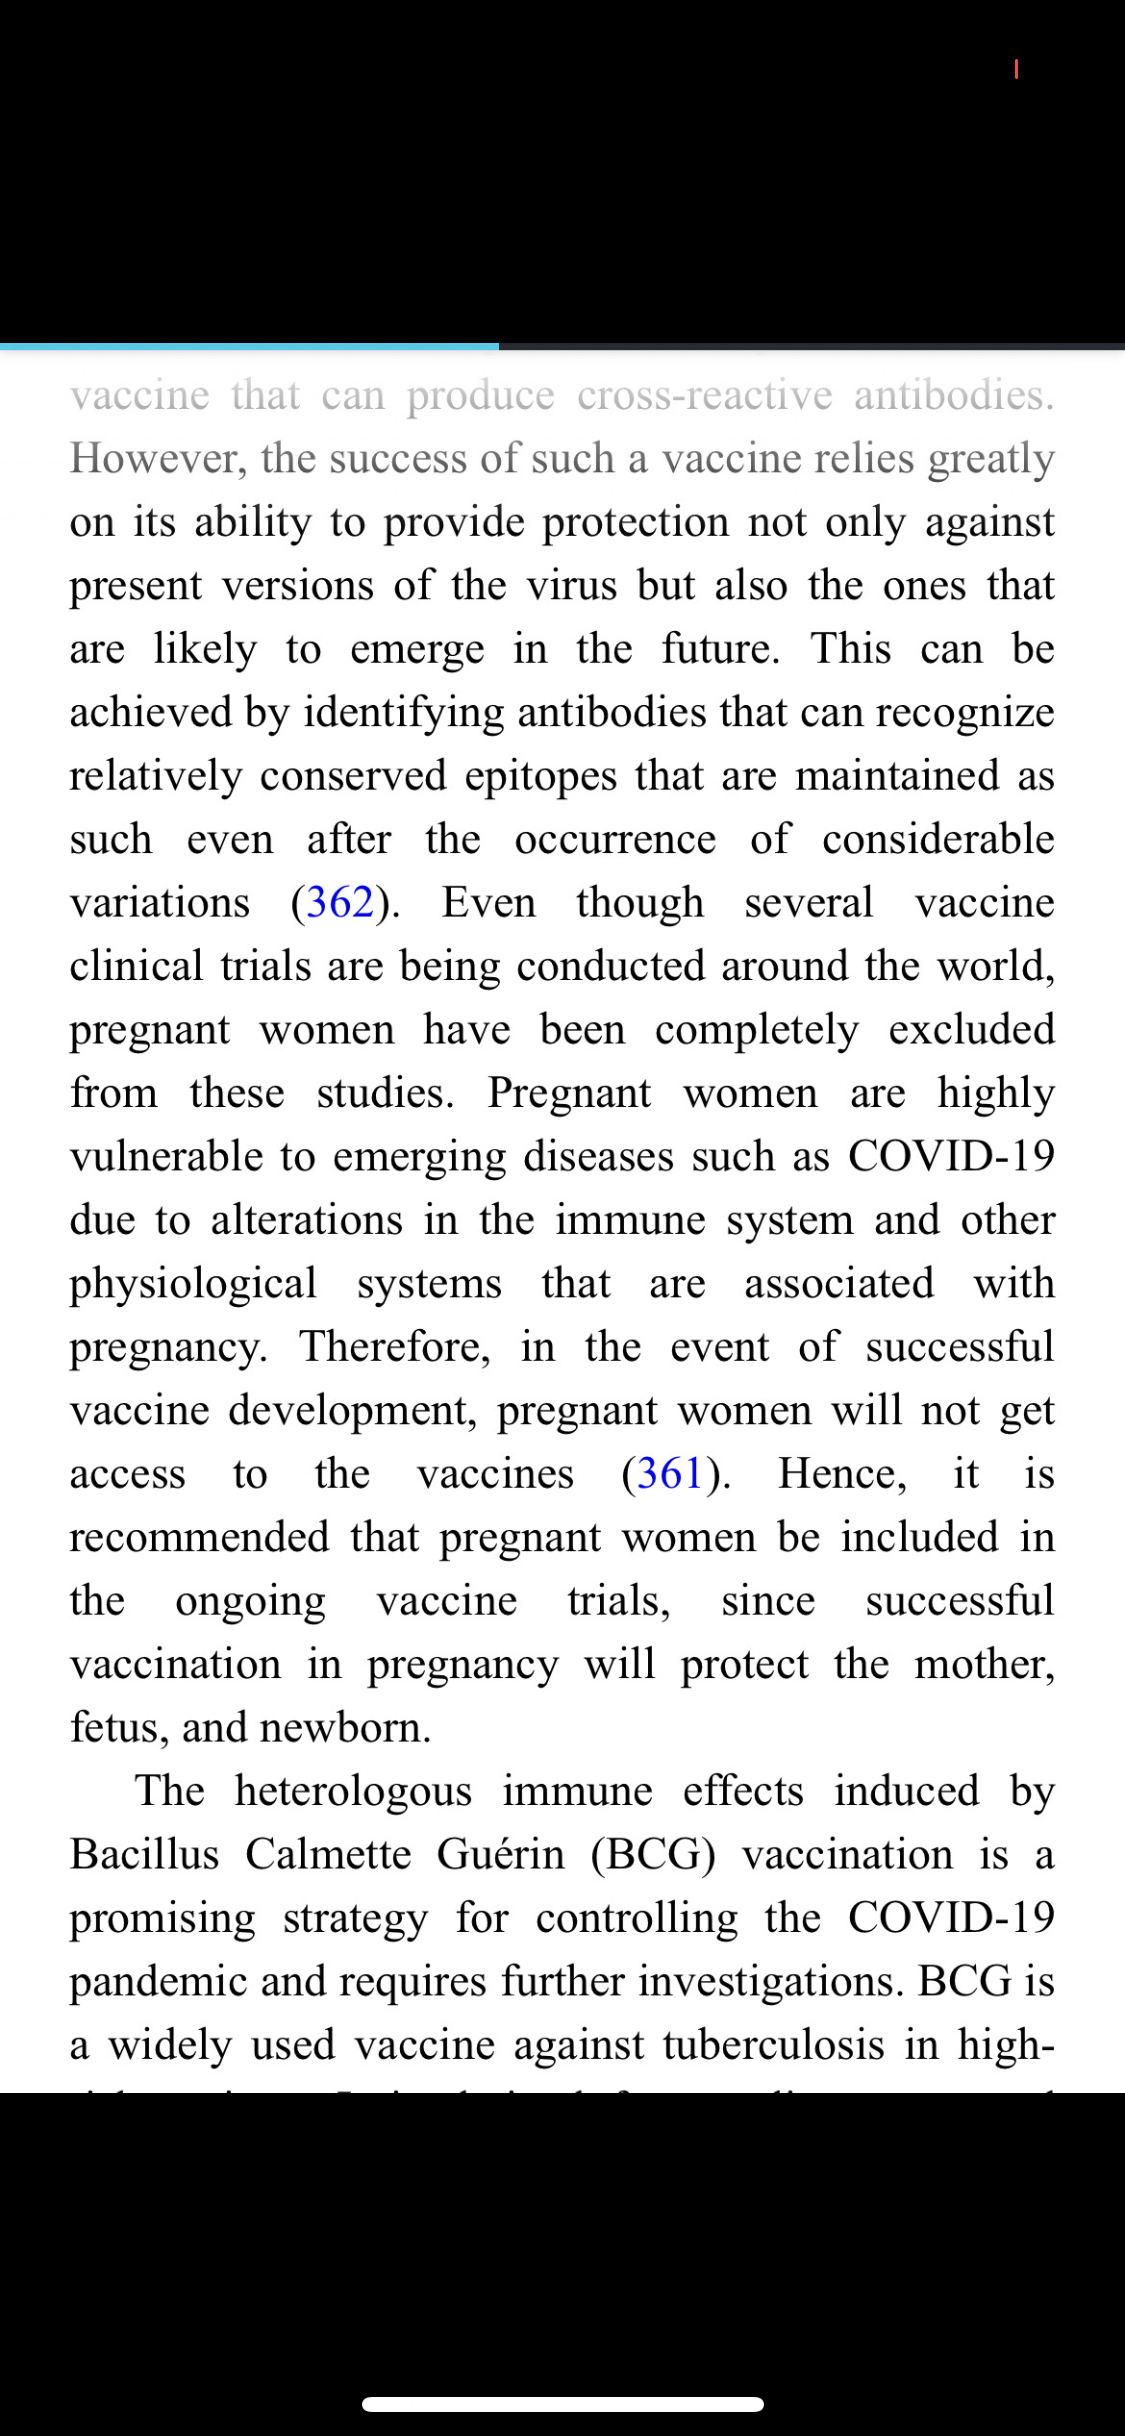 vaccine that can produce cross-reactive antibodies.
However, the success of such a vaccine relies greatly
on its ability to provide protection not only against
present versions of the virus but also the ones that
are likely to emerge in the future. This can be
achieved by identifying antibodies that can recognize
relatively conserved epitopes that are maintained as
such even after the occurrence of considerable
variations (362). Even though several vaccine
clinical trials are being conducted around the world,
pregnant women have been completely excluded
from these studies. Pregnant women are highly
vulnerable to emerging diseases such as COVID-19
due to alterations in the immune system and other
physiological systems that are associated with
pregnancy. Therefore, in the event of successful
vaccine development, pregnant women will not get
access to the vaccines (361). Hence, it is
recommended that pregnant women be included in
the ongoing vaccine trials, since successful
vaccination in pregnancy will protect the mother,
fetus, and newborn.
The heterologous immune effects induced by
Bacillus Calmette Guérin (BCG) vaccination is a
promising strategy for controlling the COVID-19
pandemic and requires further investigations. BCG is
a widely used vaccine against tuberculosis in high-